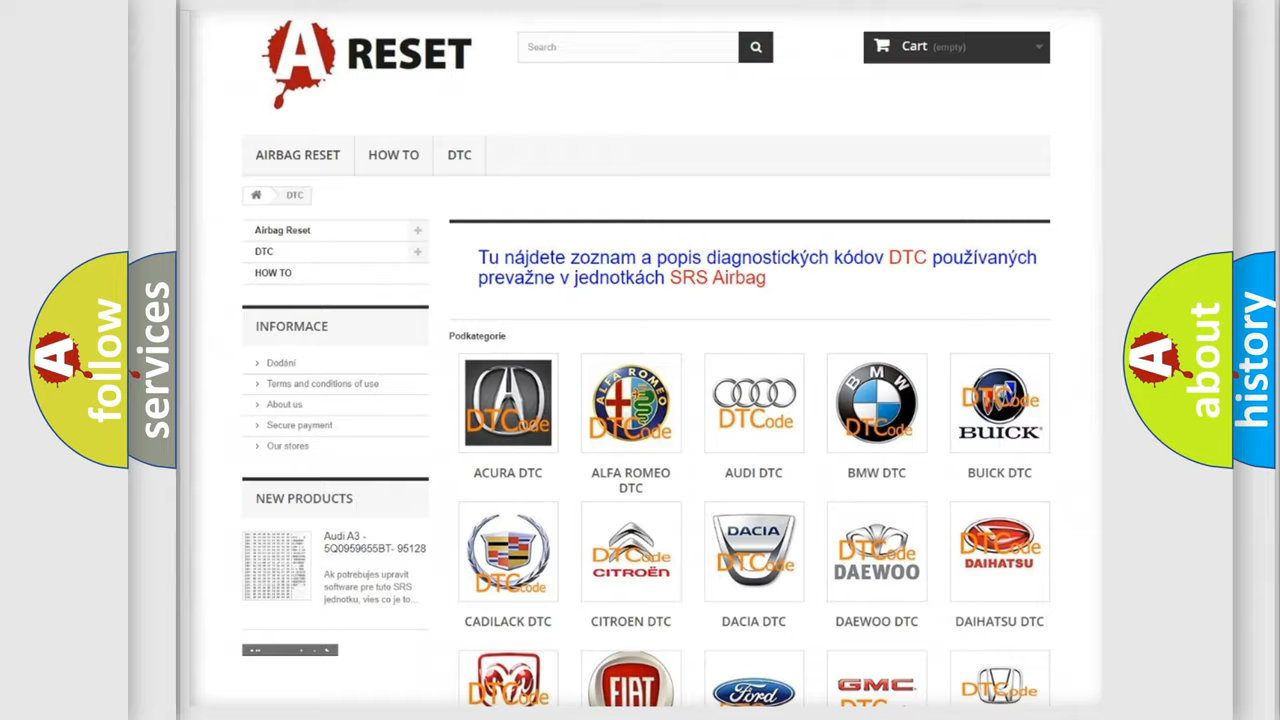 A RESET
Search
Cart (empty)
AIRBAG RESET
HOW TO
DTC
DTC
Airbag Reset
DTC
HOW TO
INFORMACE
Dodání
Terms and conditions of use
About us
Secure payment
Our stores
NEW PRODUCTS
Audi A3 -
5Q0959655BT- 95128
Ak potrebujes upravit
software pre tuto SRS
jednotku, vies co je to...
Tu nájdete zoznam a popis diagnostických kódov DTC používaných
prevažne v jednotkách SRS Airbag
Podkategorie
DTCode
ALFA ROMEO
DTCode
DTCode
BMW
DTCode
DTCode
BUICK
ACURA DTC
ALFA ROMEO
DTC
AUDI DTC
BMW DTC
BUICK DTC
DTCode
DTCode
CITROËN
DACIA
DTCode
DTCode
DAEWOO
DTCode
DAIHATSU
CADILACK DTC
CITROEN DTC
DACIA DTC
DAEWOO DTC
DAIHATSU DTC
DTCode
FIAT
Ford
GMC
DTCode
A follow
services
A about
history